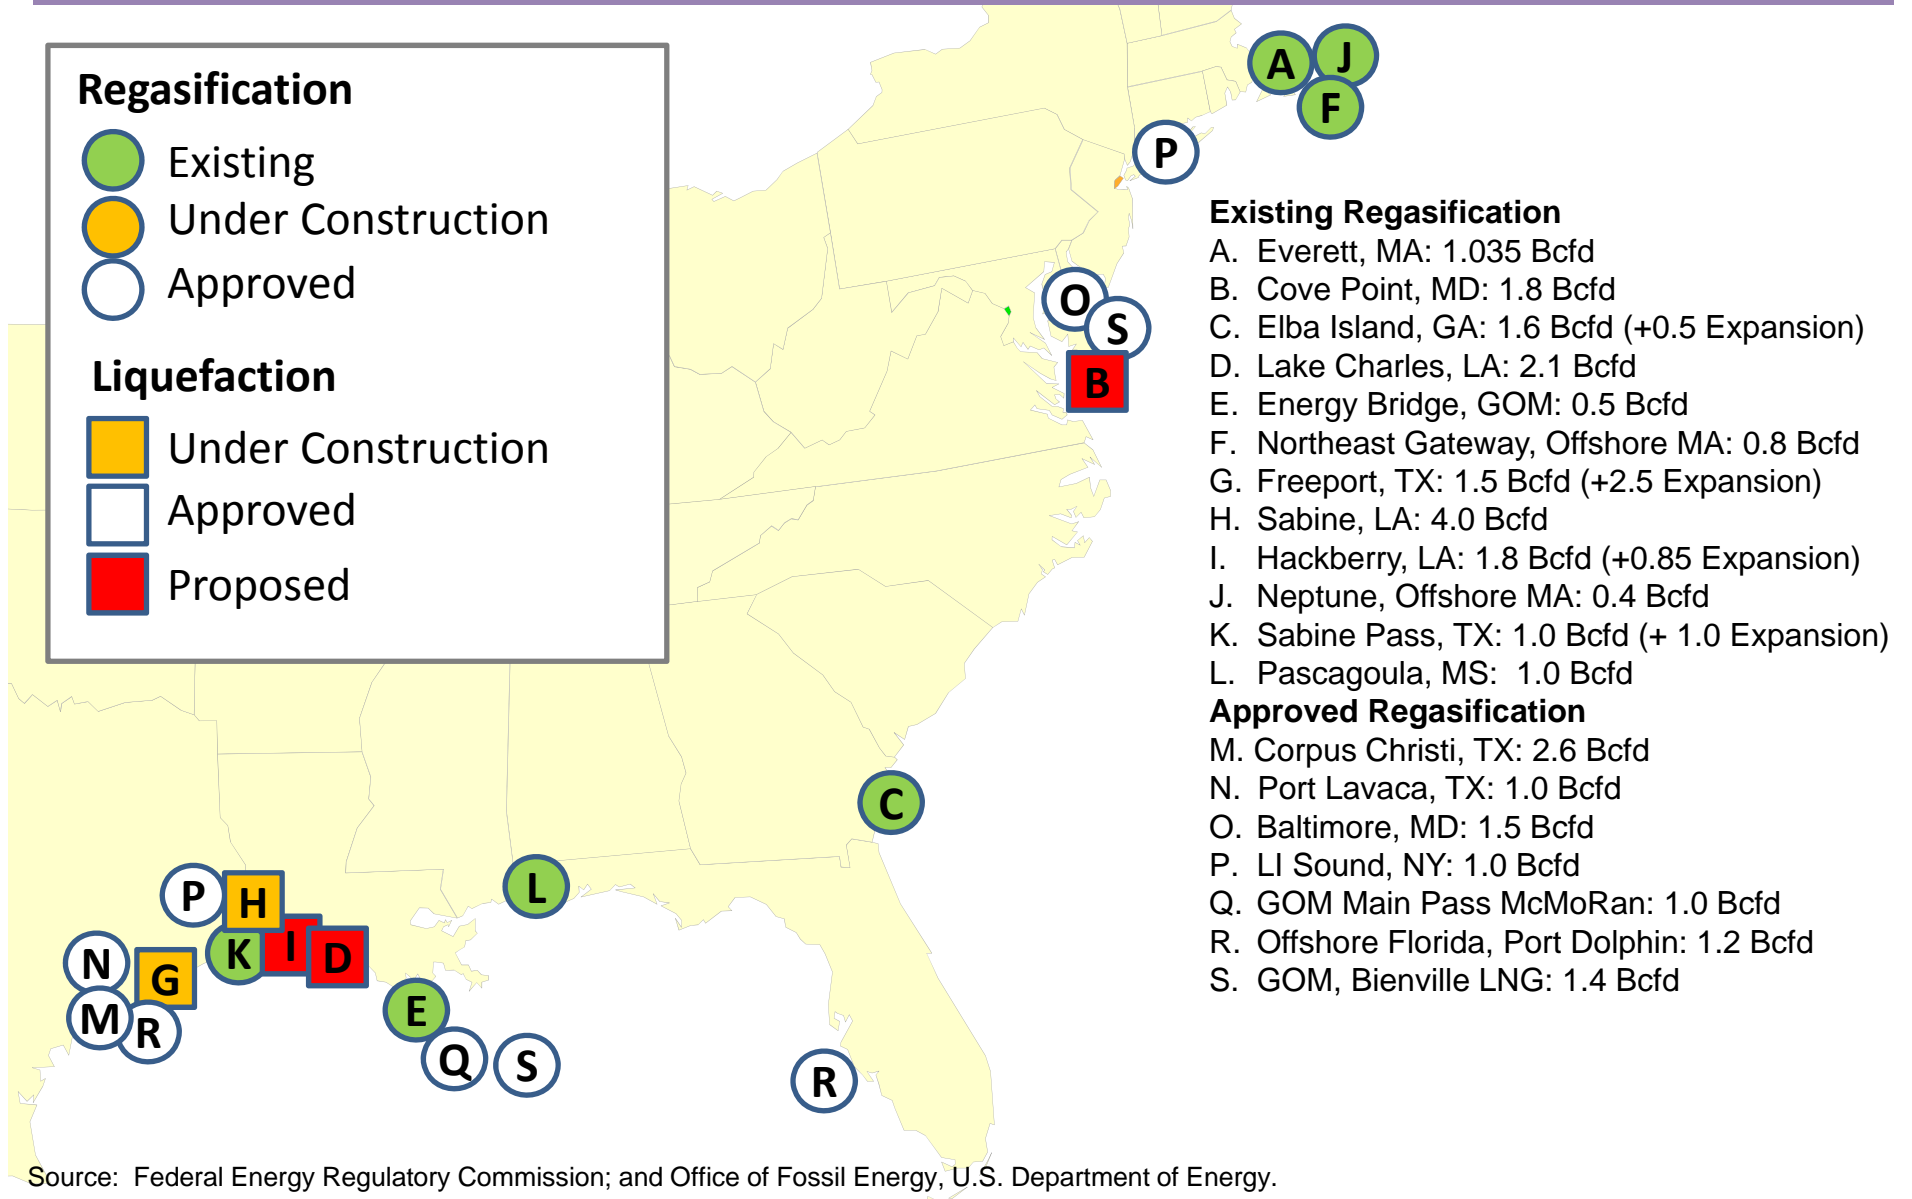 Regasification
Existing
Under Construction
Approved
Liquefaction
Under Construction
Approved
Proposed
A
J
F
P
O
S
B
C
L
P
H
K
I
D
N
G
M
R
E
Q
S
R
Existing Regasification
A. Everett, MA: 1.035 Bcfd
B. Cove Point, MD: 1.8 Bcfd
C. Elba Island, GA: 1.6 Bcfd (+0.5 Expansion)
D. Lake Charles, LA: 2.1 Bcfd
E. Energy Bridge, GOM: 0.5 Bcfd
F. Northeast Gateway, Offshore MA: 0.8 Bcfd
G. Freeport, TX: 1.5 Bcfd (+2.5 Expansion)
H. Sabine, LA: 4.0 Bcfd
I. Hackberry, LA: 1.8 Bcfd (+0.85 Expansion)
J. Neptune, Offshore MA: 0.4 Bcfd
K. Sabine Pass, TX: 1.0 Bcfd (+ 1.0 Expansion)
L. Pascagoula, MS: 1.0 Bcfd
Approved Regasification
M. Corpus Christi, TX: 2.6 Bcfd
N. Port Lavaca, TX: 1.0 Bcfd
O. Baltimore, MD: 1.5 Bcfd
P. LI Sound, NY: 1.0 Bcfd
Q. GOM Main Pass McMoRan: 1.0 Bcfd
R. Offshore Florida, Port Dolphin: 1.2 Bcfd
S. GOM, Bienville LNG: 1.4 Bcfd
Source: Federal Energy Regulatory Commission; and Office of Fossil Energy, U.S. Department of Energy.